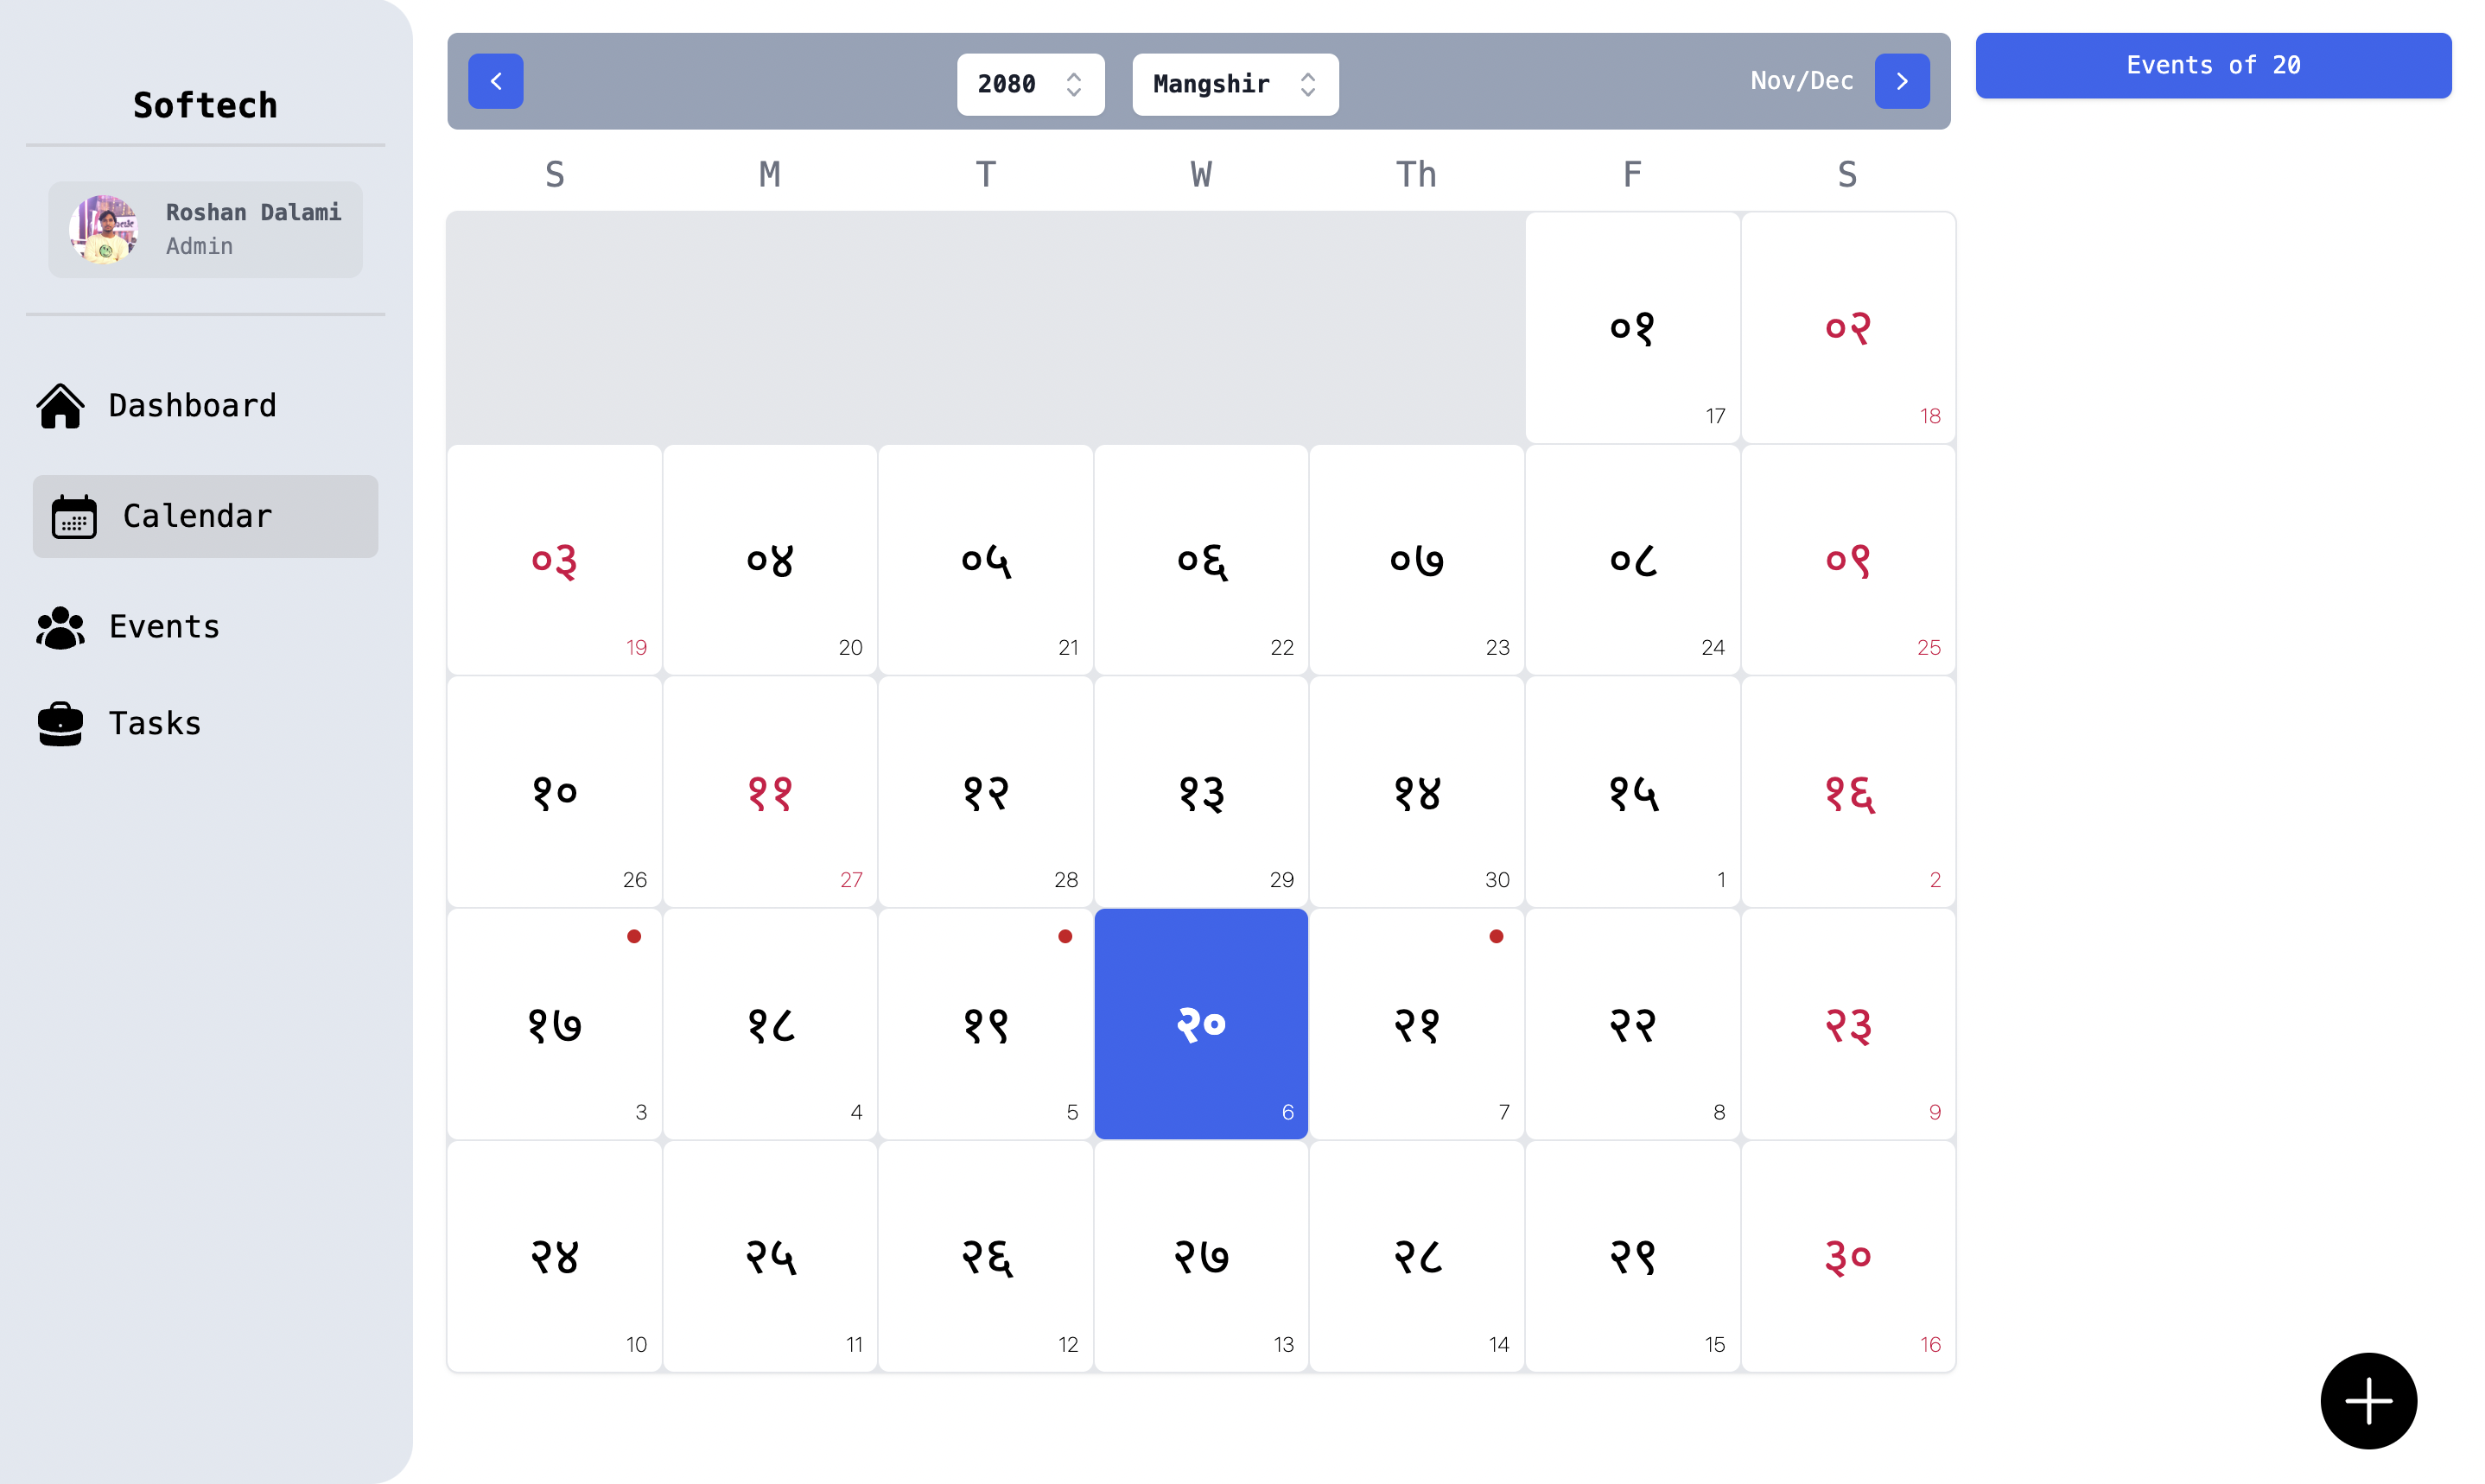 Softech
Roshan Dalami
Admin
Dashboard
Calendar
Events
Tasks
2080 Mangshir Nov/Dec
S M T W Th F S
०१ ०२
17 18
०३ ०४ ०५ ०६ ०७ ०८ ०९
19 20 21 22 23 24 25
१० ११ १२ १३ १४ १५ १६
26 27 28 29 30 1 2
१७ १८ १९ २० २१ २२ २३
3 4 5 6 7 8 9
२४ २५ २६ २७ २८ २९ ३०
10 11 12 13 14 15 16
Events of 20